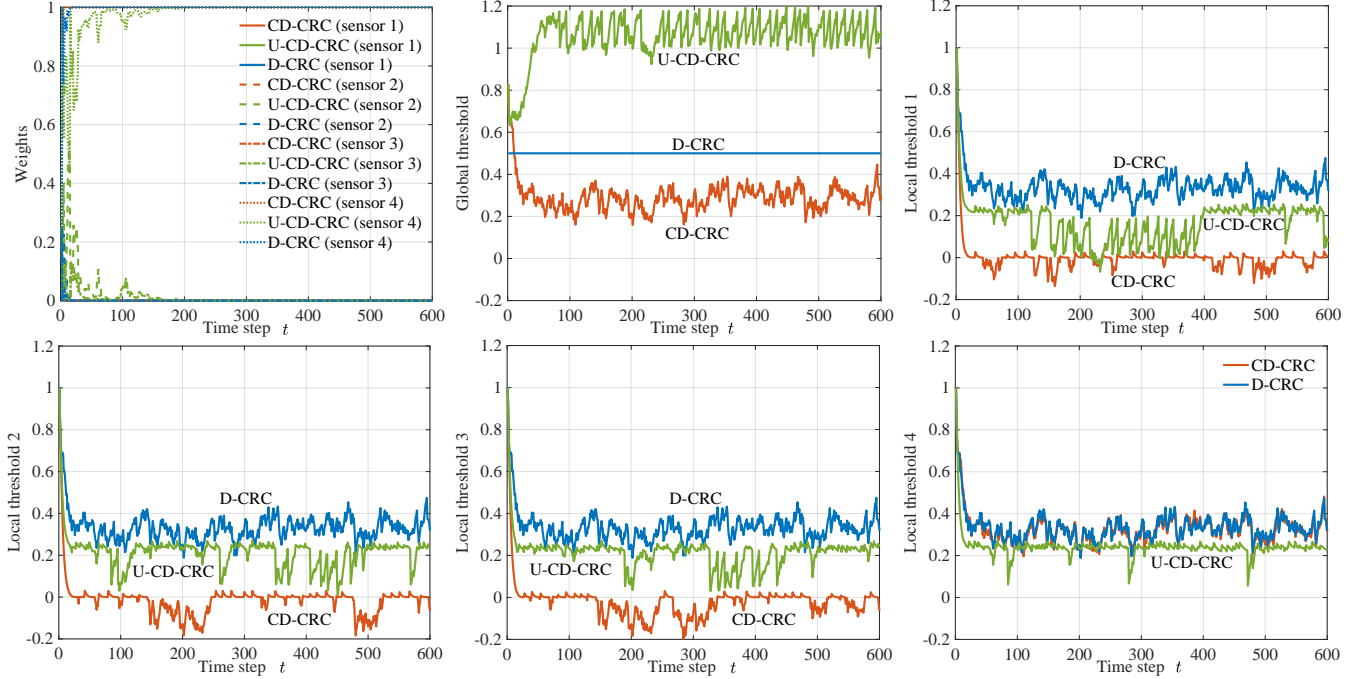 1
0.8
0.6
0.4
0.2
0
Weights
CD-CRC (sensor 1)
U-CD-CRC (sensor 1)
D-CRC (sensor 1)
CD-CRC (sensor 2)
U-CD-CRC (sensor 2)
D-CRC (sensor 2)
CD-CRC (sensor 3)
U-CD-CRC (sensor 3)
D-CRC (sensor 3)
CD-CRC (sensor 4)
U-CD-CRC (sensor 4)
D-CRC (sensor 4)
0 100 200 300 400 500 600
Time step t
1.2
1
0.8
0.6
0.4
0.2
0
-0.2
Global threshold
U-CD-CRC
D-CRC
CD-CRC
0 100 200 300 400 500 600
Time step t
1.2
1
0.8
0.6
0.4
0.2
0
-0.2
Local threshold 1
D-CRC
U-CD-CRC
CD-CRC
0 100 200 300 400 500 600
Time step t
1.2
1
0.8
0.6
0.4
0.2
0
-0.2
Local threshold 2
D-CRC
U-CD-CRC
CD-CRC
0 100 200 300 400 500 600
Time step t
1.2
1
0.8
0.6
0.4
0.2
0
-0.2
Local threshold 3
D-CRC
U-CD-CRC
CD-CRC
0 100 200 300 400 500 600
Time step t
1.2
1
0.8
0.6
0.4
0.2
0
-0.2
Local threshold 4
CD-CRC
D-CRC
U-CD-CRC
0 100 200 300 400 500 600
Time step t